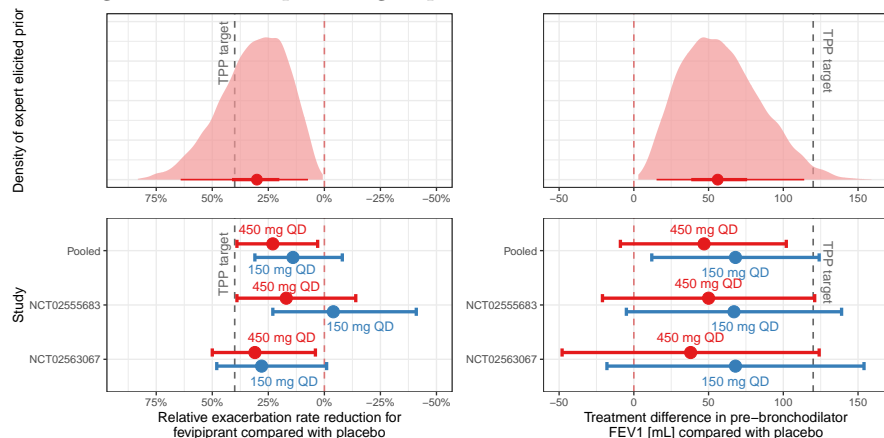 Density of expert elicited prior
TPP target
TPP target
75%
50%
25%
0%
−25%
−50%
−50
0
50
100
150
Study
Pooled
NCT02555683
NCT02563067
TPP target
450 mg QD
150 mg QD
450 mg QD
150 mg QD
450 mg QD
150 mg QD
75%
50%
25%
0%
−25%
−50%
Relative exacerbation rate reduction for
fevipiprant compared with placebo
Pooled
NCT02555683
NCT02563067
TPP target
450 mg QD
150 mg QD
450 mg QD
150 mg QD
450 mg QD
150 mg QD
−50
0
50
100
150
Treatment difference in pre−bronchodilator
FEV1 [mL] compared with placebo